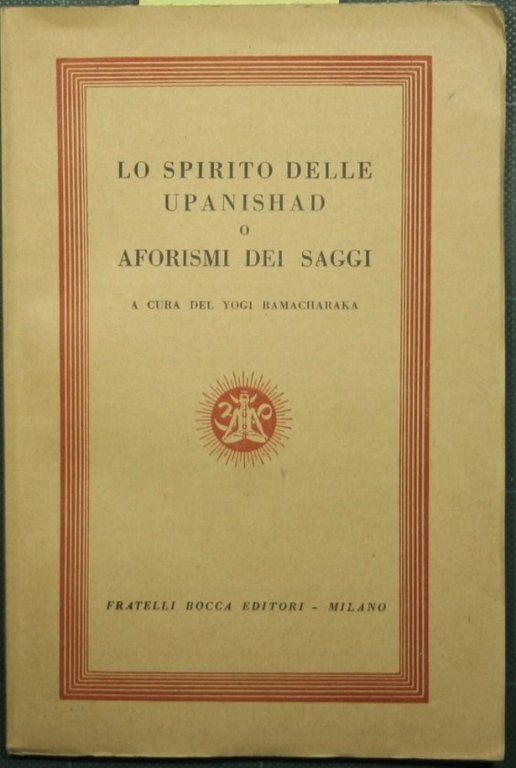 LO SPIRITO DELLE
UPANISHAD
O
AFORISMI DEI SAGGI
A CURA DEL YOGI RAMACHARAKA
FRATELLI BOCCA EDITORI - MILANO